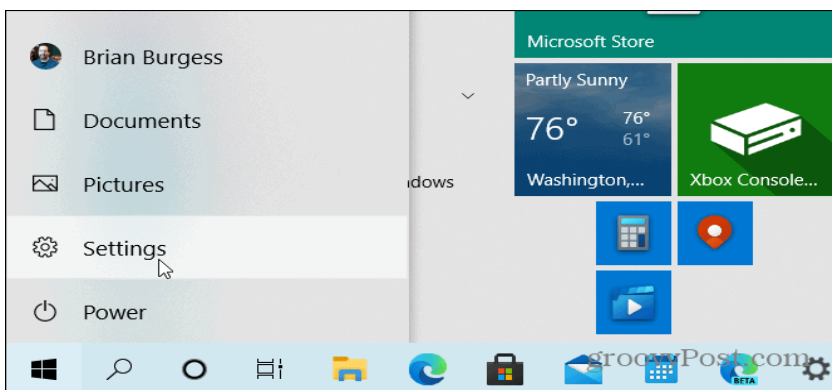 Brian Burgess
Documents
Pictures
Settings
Power
dows
Microsoft Store
Partly Sunny
76°
76°
61°
Washington,...
Xbox Console...
BETA
groovyPost.com